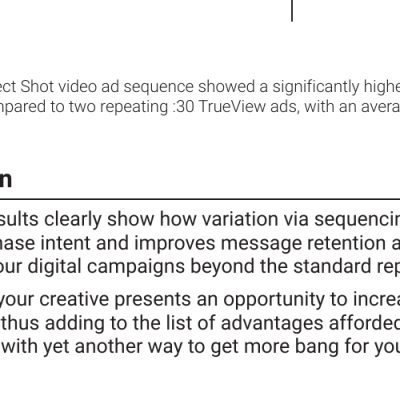 ect Shot video ad sequence showed a significantly highe
mpared to two repeating :30 TrueView ads, with an avera
n
sults clearly show how variation via sequencin
hase intent and improves message retention a
our digital campaigns beyond the standard rep
your creative presents an opportunity to increa
thus adding to the list of advantages afforded
with yet another way to get more bang for you